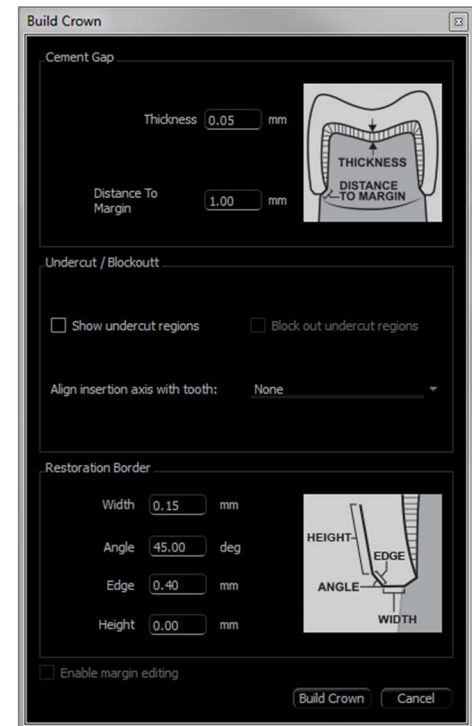 Build Crown
Cement Gap
Thickness 0.05 mm
THICKNESS
DISTANCE
TO MARGIN
Distance To
Margin
1.00 mm
Undercut / Blockoutt
Show undercut regions
Block out undercut regions
Align insertion axis with tooth: None
Restoration Border
Width 0.15 mm
Angle 45.00 deg
Edge 0.40 mm
Height 0.00 mm
HEIGHT
EDGE
ANGLE
WIDTH
Enable margin editing
Build Crown Cancel